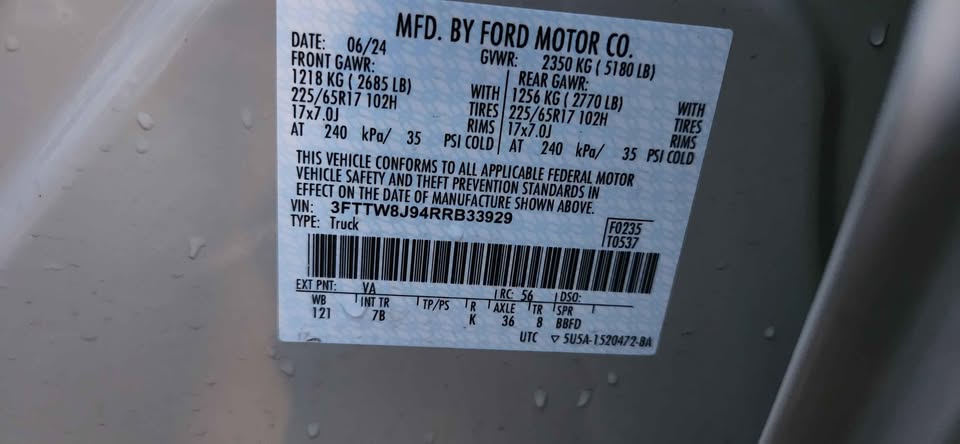 MFD. BY FORD MOTOR CO.
DATE: 06/24 GVWR: 2350 KG ( 5180 LB)
FRONT GAWR: REAR GAWR:
1218 KG ( 2685 LB) WITH 1256 KG ( 2770 LB) WITH
225/65R17 102H TIRES 225/65R17 102H TIRES
17x7.0J RIMS 17x7.0J RIMS
AT 240 kPa/ 35 PSI COLD AT 240 kPa/ 35 PSI COLD
THIS VEHICLE CONFORMS TO ALL APPLICABLE FEDERAL MOTOR
VEHICLE SAFETY AND THEFT PREVENTION STANDARDS IN
EFFECT ON THE DATE OF MANUFACTURE SHOWN ABOVE.
VIN: 3FTTW8J94RRB33929
TYPE: Truck
F0235
T0537
EXT PNT: VA RC: 56 DSO:
WB INT TR TP/PS R AXLE TR SPR
121 7B K 36 8 BBFD
UTC ▽ 5U5A-1520472-BA